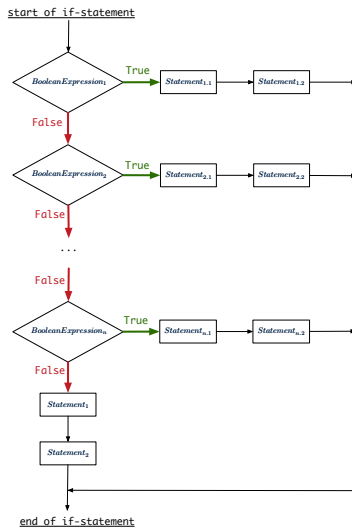 start of if-statement
BooleanExpression₁ True Statement₁.₁ Statement₁.₂
False
BooleanExpression₂ True Statement₂.₁ Statement₂.₂
False
...
False
BooleanExpressionₙ True Statementₙ.₁ Statementₙ.₂
False
Statement₁
Statement₂
end of if-statement